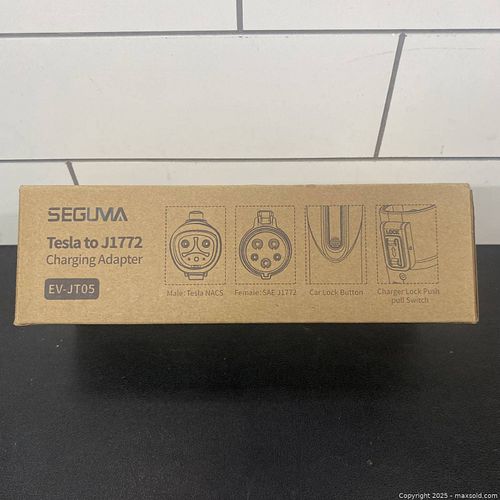 SEGUMA
Tesla to J1772
Charging Adapter
EV-JT05
Male: Tesla NACS
Female: SAE J1772
Car Lock Button
Charger Lock Push
pull Switch
LOCK
Copyright 2025 - maxsold.com